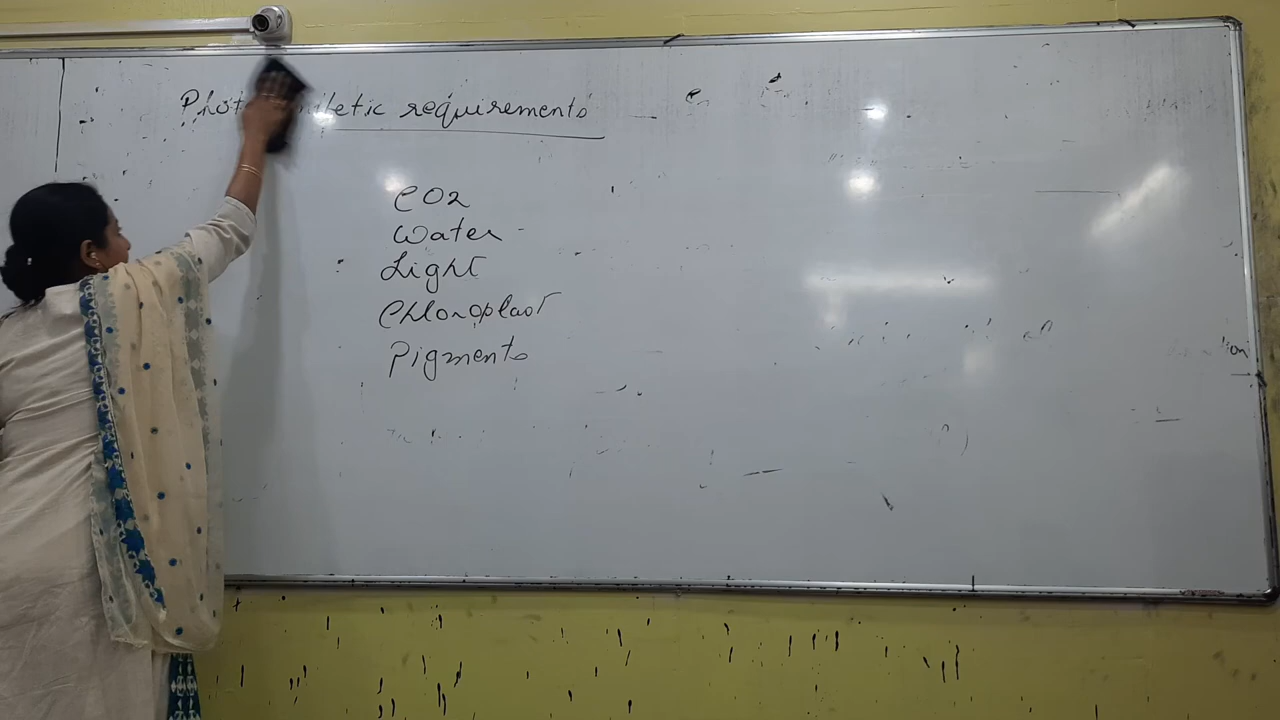 Photosynthetic requirements
CO2
Water
Light
Chloroplast
Pigments